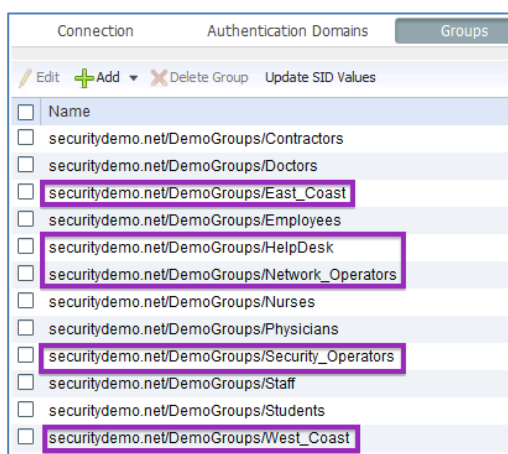 Connection Authentication Domains Groups
Edit Add Delete Group Update SID Values
Name
securitydemo.net/DemoGroups/Contractors
securitydemo.net/DemoGroups/Doctors
securitydemo.net/DemoGroups/East_Coast
securitydemo.net/DemoGroups/Employees
securitydemo.net/DemoGroups/HelpDesk
securitydemo.net/DemoGroups/Network_Operators
securitydemo.net/DemoGroups/Nurses
securitydemo.net/DemoGroups/Physicians
securitydemo.net/DemoGroups/Security_Operators
securitydemo.net/DemoGroups/Staff
securitydemo.net/DemoGroups/Students
securitydemo.net/DemoGroups/West_Coast